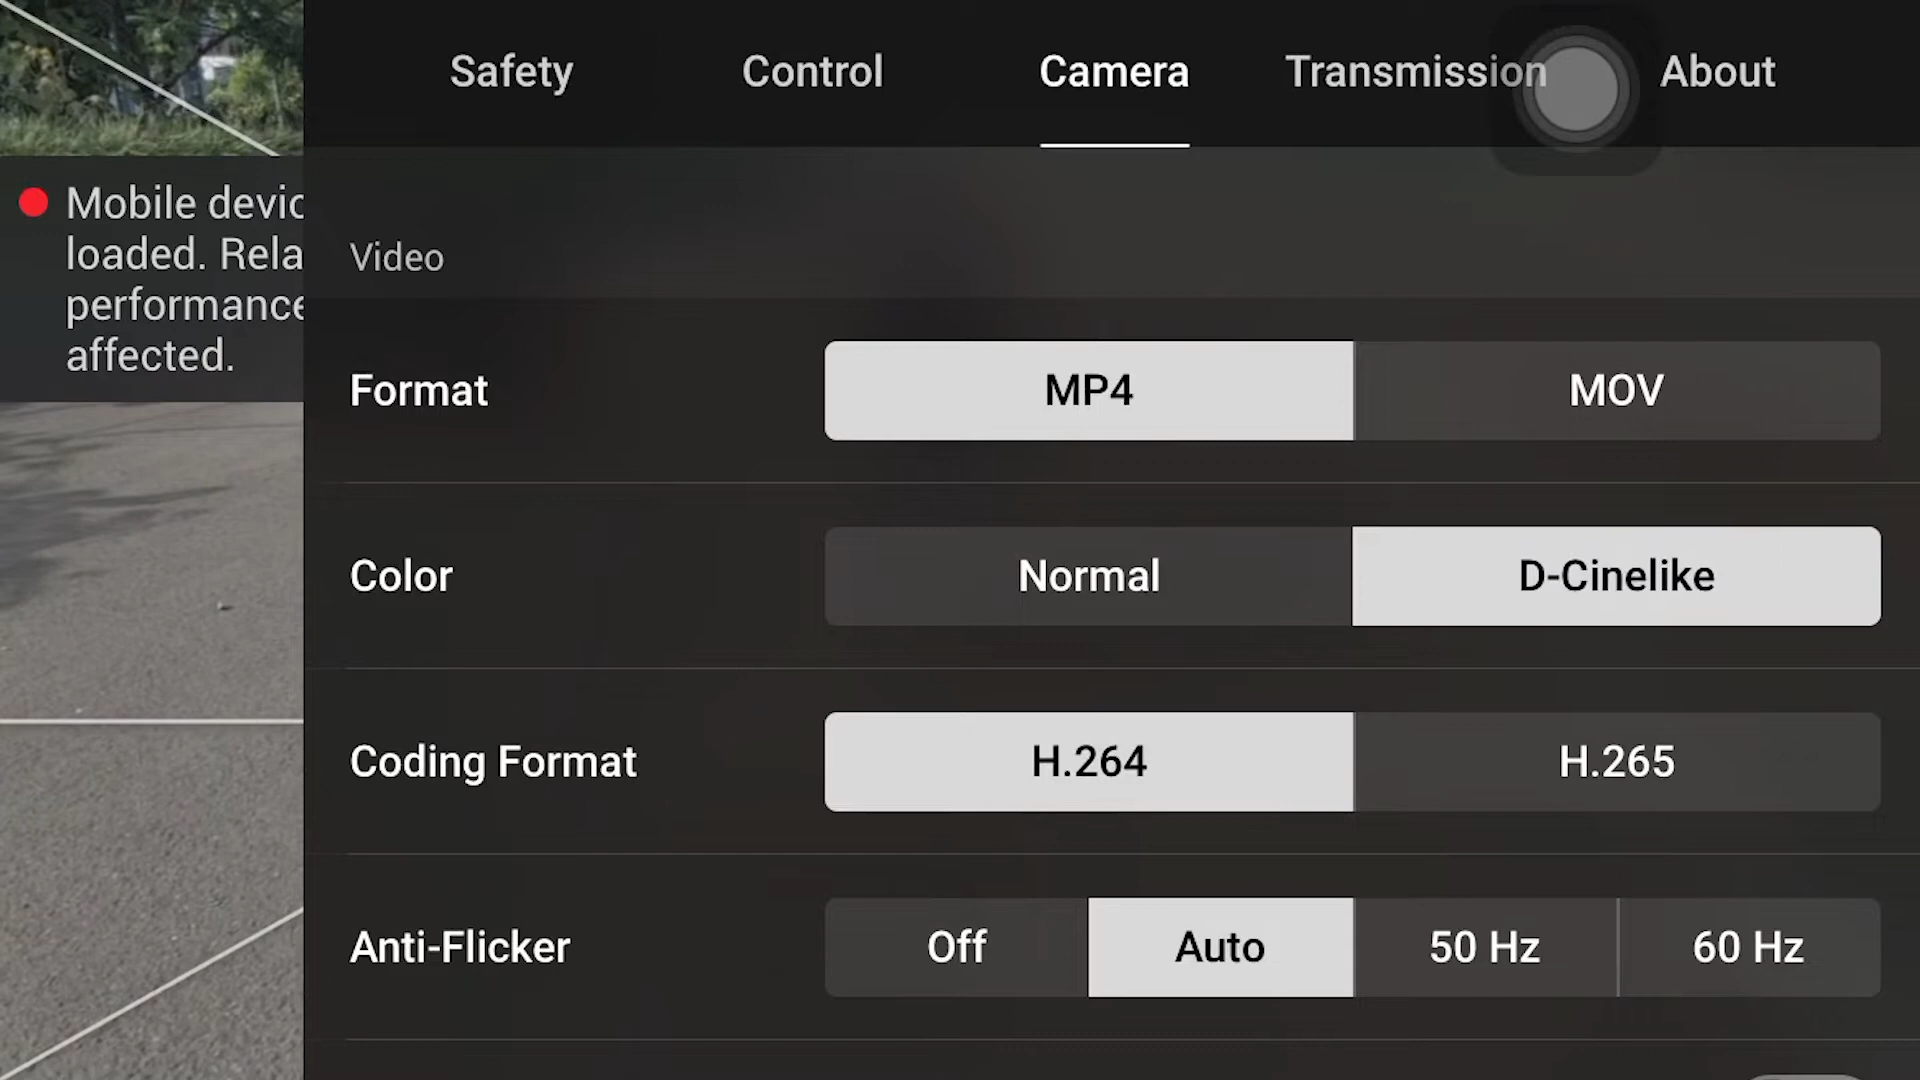 Safety Control Camera Transmission About
Mobile devic
loaded. Rela
performance
affected.
Video
Format MP4 MOV
Color Normal D-Cinelike
Coding Format H.264 H.265
Anti-Flicker Off Auto 50 Hz 60 Hz